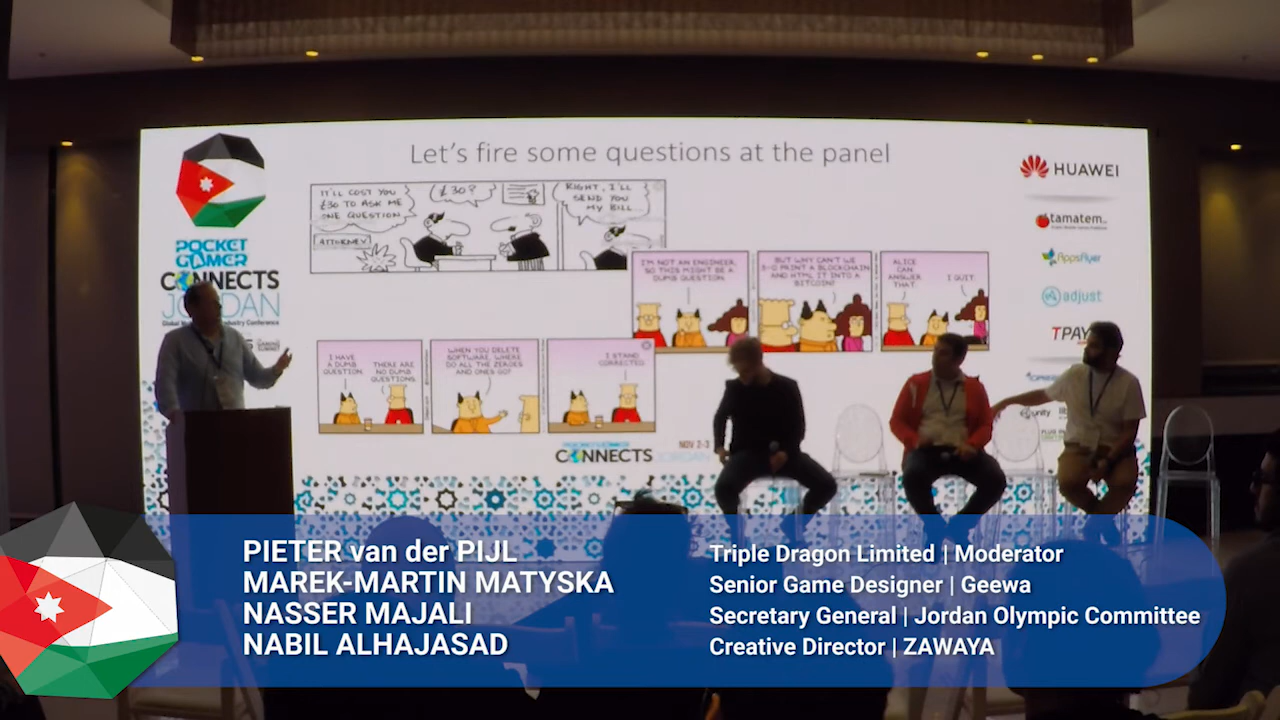 Let's fire some questions at the panel
IT'LL COST YOU
£30 TO ASK ME
ONE QUESTION
£30?
RIGHT, I'LL
SEND YOU
MY BILL
ATTORNEY
I'M NOT AN ENGINEER,
SO THIS MIGHT BE A
DUMB QUESTION.
BUT WHY CAN'T WE
3-D PRINT A BLOCKCHAIN
AND HTML IT INTO A
BITCOIN?
ALICE
CAN
ANSWER
THAT.
I QUIT.
I HAVE
A DUMB
QUESTION.
THERE ARE
NO DUMB
QUESTIONS.
WHEN YOU DELETE
SOFTWARE, WHERE
DO ALL THE ZEROES
AND ONES GO?
I STAND
CORRECTED.
POCKET
GAMER
CONNECTS
JORDAN
HUAWEI
tamatem
AppsFlyer
adjust
TPAY
unity
CONNECTS
JORDAN
NOV 2-3
PIETER van der PIJL
MAREK-MARTIN MATYSKA
NASSER MAJALI
NABIL ALHAJASAD
Triple Dragon Limited | Moderator
Senior Game Designer | Geewa
Secretary General | Jordan Olympic Committee
Creative Director | ZAWAYA